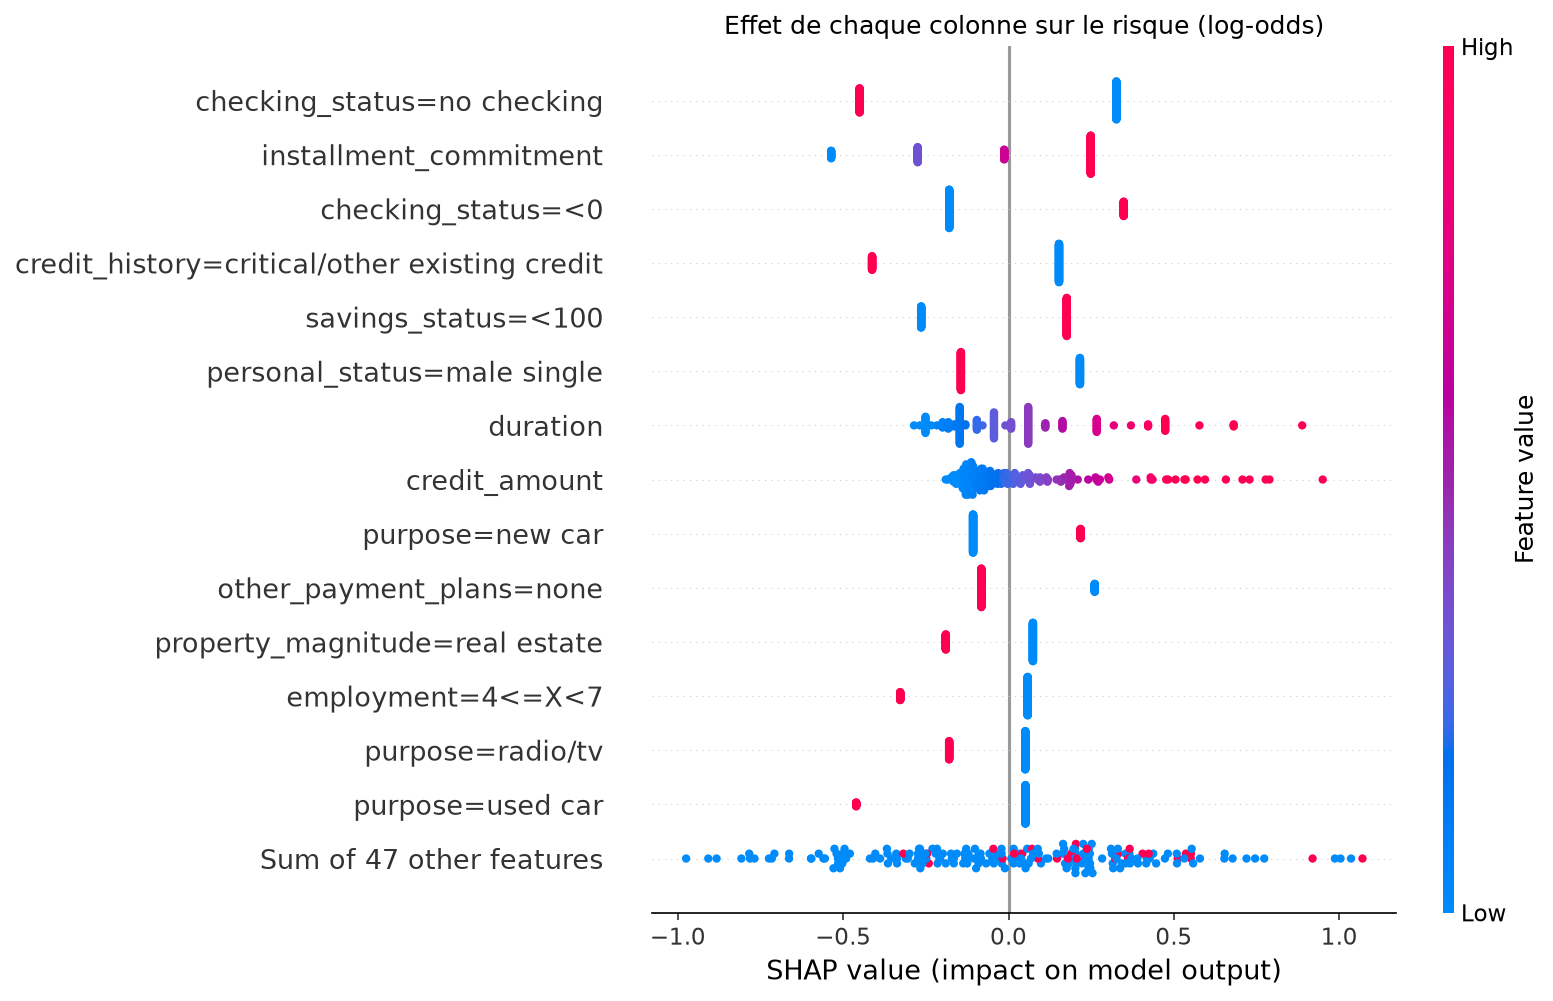 Effet de chaque colonne sur le risque (log-odds)
High
checking_status=no checking
installment_commitment
checking_status=<0
credit_history=critical/other existing credit
savings_status=<100
personal_status=male single
duration
credit_amount
purpose=new car
other_payment_plans=none
property_magnitude=real estate
employment=4<=X<7
purpose=radio/tv
purpose=used car
Sum of 47 other features
Feature value
Low
−1.0 −0.5 0.0 0.5 1.0
SHAP value (impact on model output)